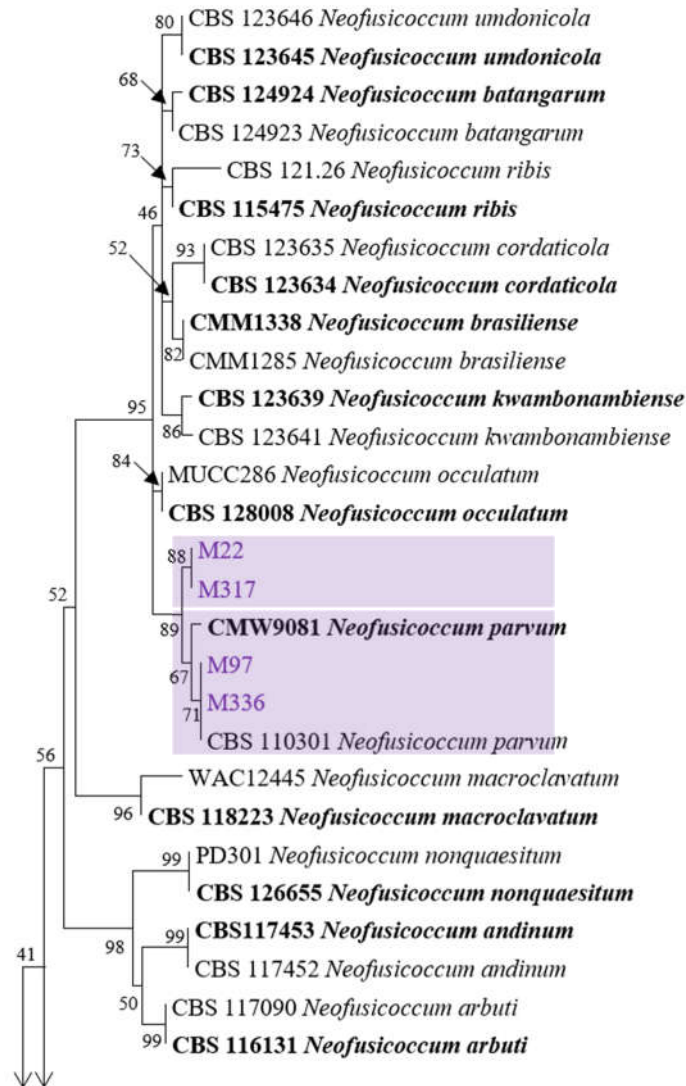 80 CBS 123646 Neofusicoccum umdonicola
CBS 123645 Neofusicoccum umdonicola
68 CBS 124924 Neofusicoccum batangarum
CBS 124923 Neofusicoccum batangarum
73 CBS 121.26 Neofusicoccum ribis
CBS 115475 Neofusicoccum ribis
46
52 93 CBS 123635 Neofusicoccum cordaticola
CBS 123634 Neofusicoccum cordaticola
CMM1338 Neofusicoccum brasiliense
82 CMM1285 Neofusicoccum brasiliense
CBS 123639 Neofusicoccum kwambonambiense
95
86 CBS 123641 Neofusicoccum kwambonambiense
84 MUCC286 Neofusicoccum occulatum
CBS 128008 Neofusicoccum occulatum
88 M22
M317
52
89 CMW9081 Neofusicoccum parvum
M97
67
M336
71
CBS 110301 Neofusicoccum parvum
56
WAC12445 Neofusicoccum macroclavatum
96 CBS 118223 Neofusicoccum macroclavatum
99 PD301 Neofusicoccum nonquaesitum
CBS 126655 Neofusicoccum nonquaesitum
99 CBS117453 Neofusicoccum andinum
98
41 CBS 117452 Neofusicoccum andinum
50 CBS 117090 Neofusicoccum arbuti
99 CBS 116131 Neofusicoccum arbuti